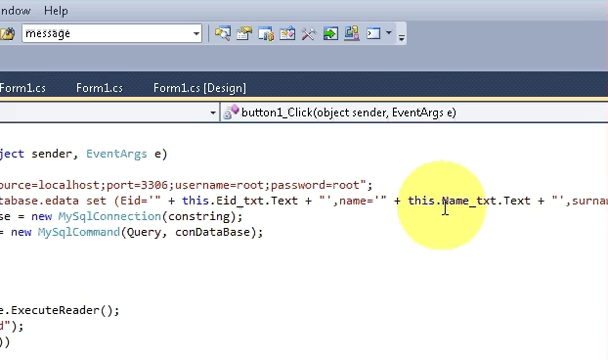 ndow Help
message
Form1.cs Form1.cs Form1.cs [Design]
button1_Click(object sender, EventArgs e)
ject sender, EventArgs e)
ource=localhost;port=3306;username=root;password=root";
tabase.edata set (Eid='" + this.Eid_txt.Text + "',name='" + this.Name_txt.Text + "',surna
se = new MySqlConnection(constring);
= new MySqlCommand(Query, conDataBase);
e.ExecuteReader();
d");
))